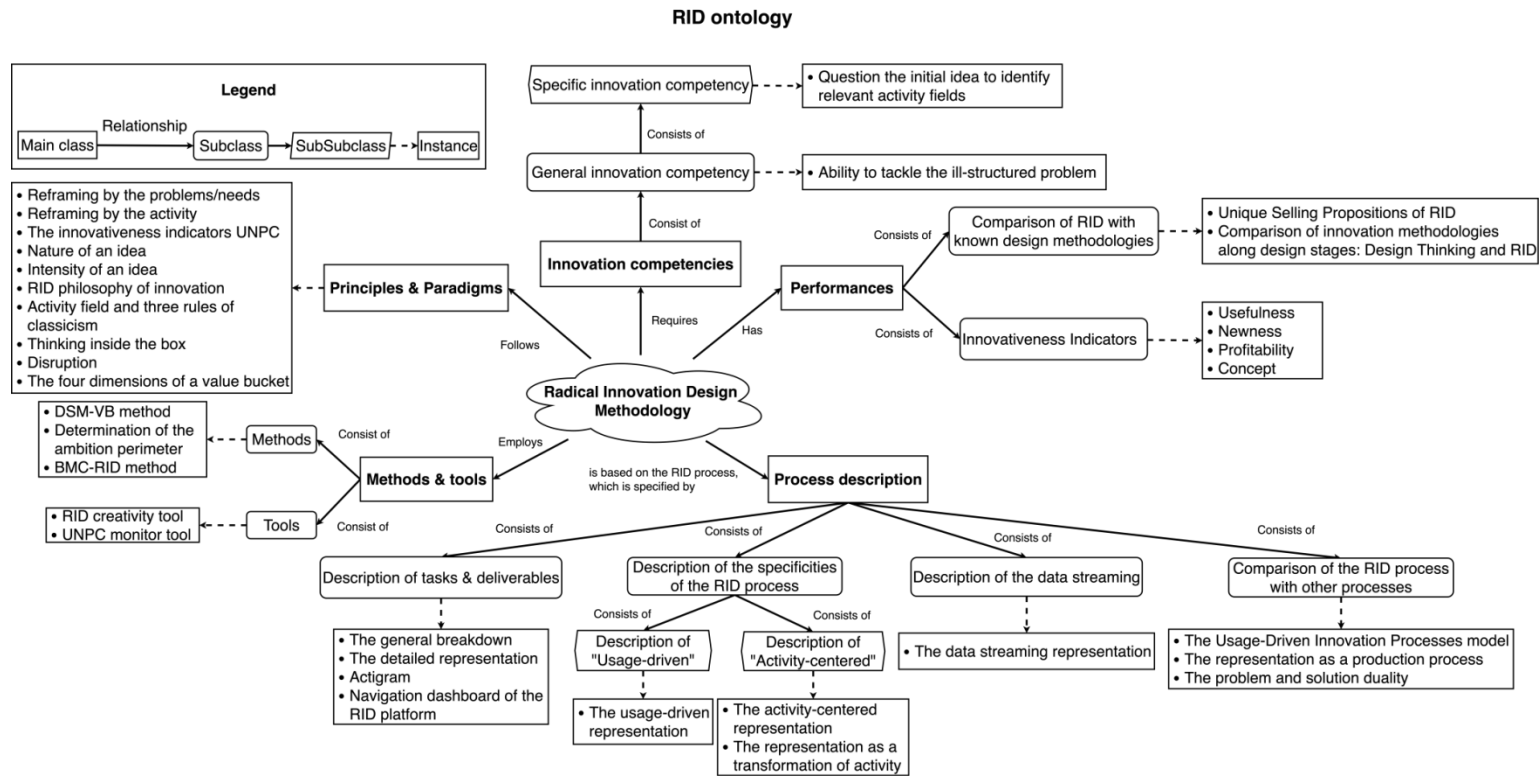 RID ontology
Legend
Relationship
Main class
Subclass
SubSubclass
Instance
Specific innovation competency
• Question the initial idea to identify
relevant activity fields
Consists of
General innovation competency
• Ability to tackle the ill-structured problem
Consist of
Innovation competencies
Requires
• Reframing by the problems/needs
• Reframing by the activity
• The innovativeness indicators UNPC
• Nature of an idea
• Intensity of an idea
• RID philosophy of innovation
• Activity field and three rules of
classicism
• Thinking inside the box
• Disruption
• The four dimensions of a value bucket
Principles & Paradigms
Follows
Performances
Has
Consists of
Comparison of RID with
known design methodologies
• Unique Selling Propositions of RID
• Comparison of innovation methodologies
along design stages: Design Thinking and RID
Consists of
Innovativeness Indicators
• Usefulness
• Newness
• Profitability
• Concept
Radical Innovation Design
Methodology
• DSM-VB method
• Determination of the
ambition perimeter
• BMC-RID method
Methods
Consist of
Employs
Methods & tools
• RID creativity tool
• UNPC monitor tool
Tools
Consist of
is based on the RID process,
which is specified by
Process description
Consists of
Consists of
Consists of
Consists of
Description of tasks & deliverables
• The general breakdown
• The detailed representation
• Actigram
• Navigation dashboard of the
RID platform
Description of the specificities
of the RID process
Consists of
Consists of
Description of
"Usage-driven"
Description of
"Activity-centered"
• The usage-driven
representation
• The activity-centered
representation
• The representation as a
transformation of activity
Description of the data streaming
• The data streaming representation
Comparison of the RID process
with other processes
• The Usage-Driven Innovation Processes model
• The representation as a production process
• The problem and solution duality